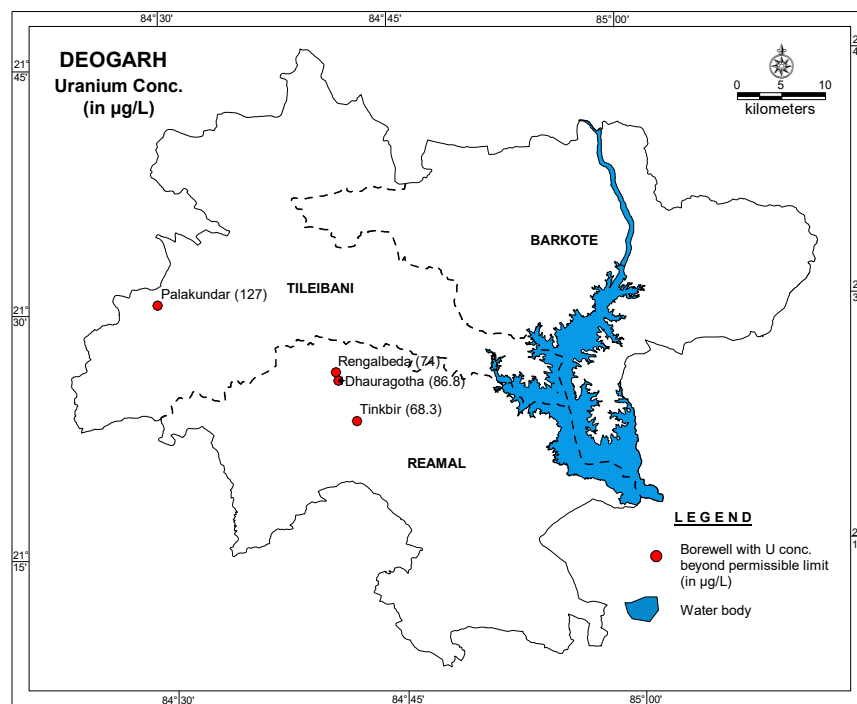 84°30' 84°45' 85°00'
DEOGARH
Uranium Conc.
(in µg/L)
0 5 10
kilometers
21°
45'
BARKOTE
TILEIBANI
Palakundar (127)
21°
30'
Rengalbeda (74)
Dhauragotha (86.8)
Tinkbir (68.3)
REAMAL
LEGEND
Borewell with U conc.
beyond permissible limit
(in µg/L)
Water body
21°
15'
84°30' 84°45' 85°00'